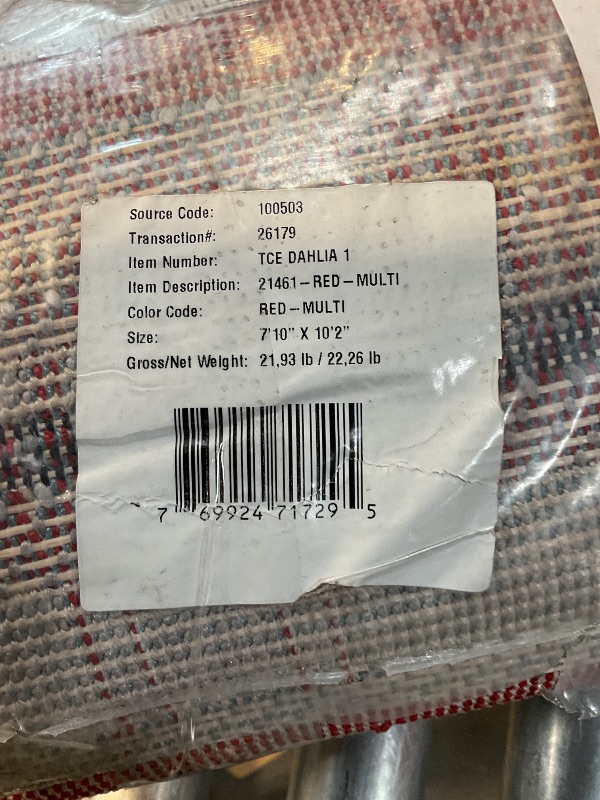 Source Code: 100503
Transaction#: 26179
Item Number: TCE DAHLIA 1
Item Description: 21461-RED-MULTI
Color Code: RED-MULTI
Size: 7'10" X 10'2"
Gross/Net Weight: 21,93 lb / 22,26 lb
7 69924 71729 5